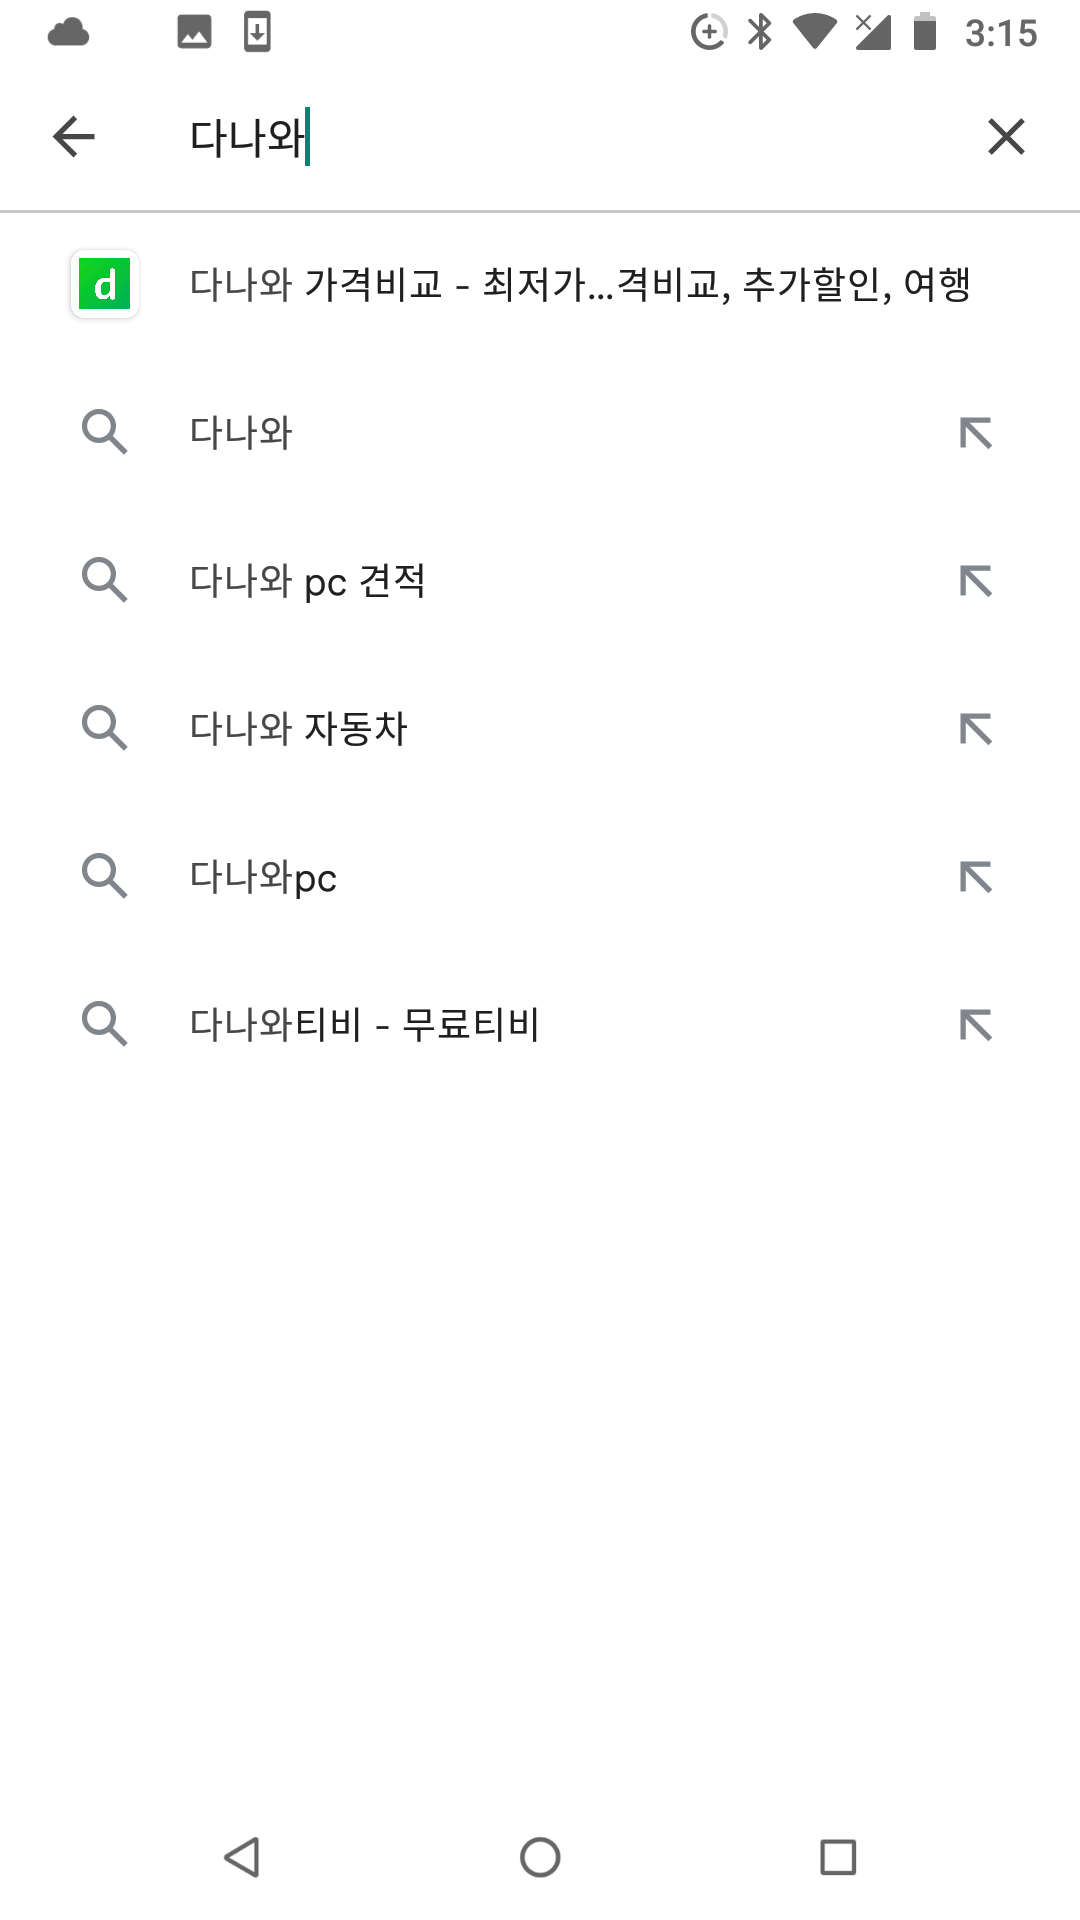 3:15
다나와
d
다나와 가격비교 - 최저가...격비교, 추가할인, 여행
다나와
다나와 pc 견적
다나와 자동차
다나와pc
다나와티비 - 무료티비